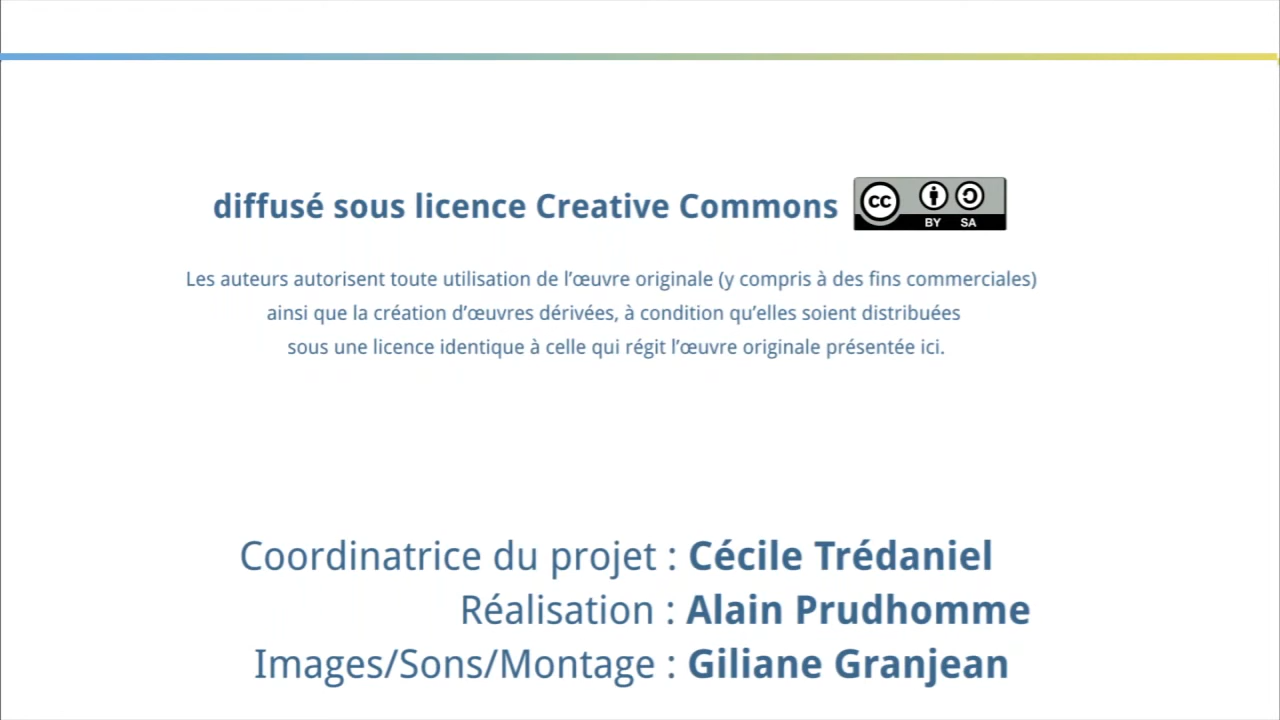 diffusé sous licence Creative Commons
CC BY SA
Les auteurs autorisent toute utilisation de l’œuvre originale (y compris à des fins commerciales)
ainsi que la création d’œuvres dérivées, à condition qu’elles soient distribuées
sous une licence identique à celle qui régit l’œuvre originale présentée ici.
Coordinatrice du projet : Cécile Trédaniel
Réalisation : Alain Prudhomme
Images/Sons/Montage : Giliane Granjean